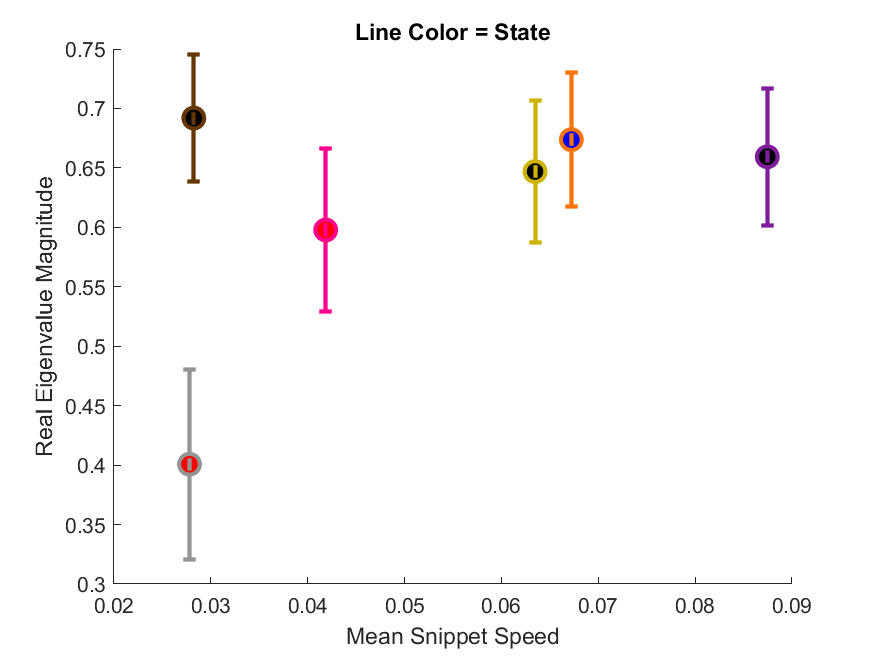 Line Color = State
0.75
0.7
0.65
0.6
0.55
0.5
0.45
0.4
0.35
0.3
Real Eigenvalue Magnitude
0.02 0.03 0.04 0.05 0.06 0.07 0.08 0.09
Mean Snippet Speed